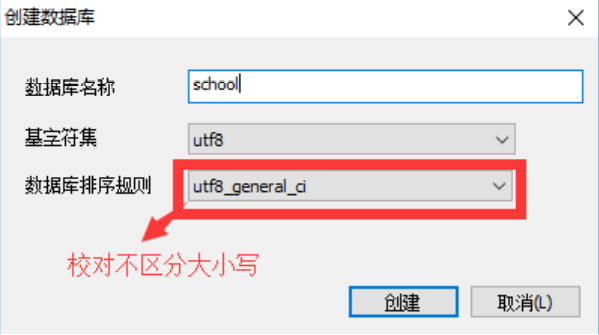 创建数据库
数据库名称 school
基字符集 utf8
数据库排序规则 utf8_general_ci
校对不区分大小写
创建 取消(L)